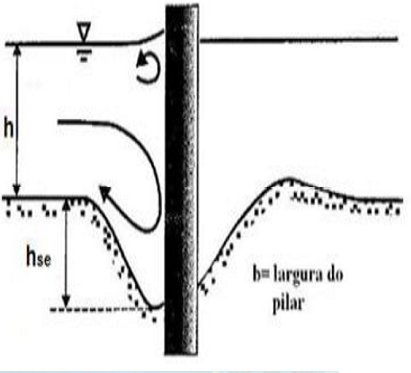 h
hse
b= largura do
pilar